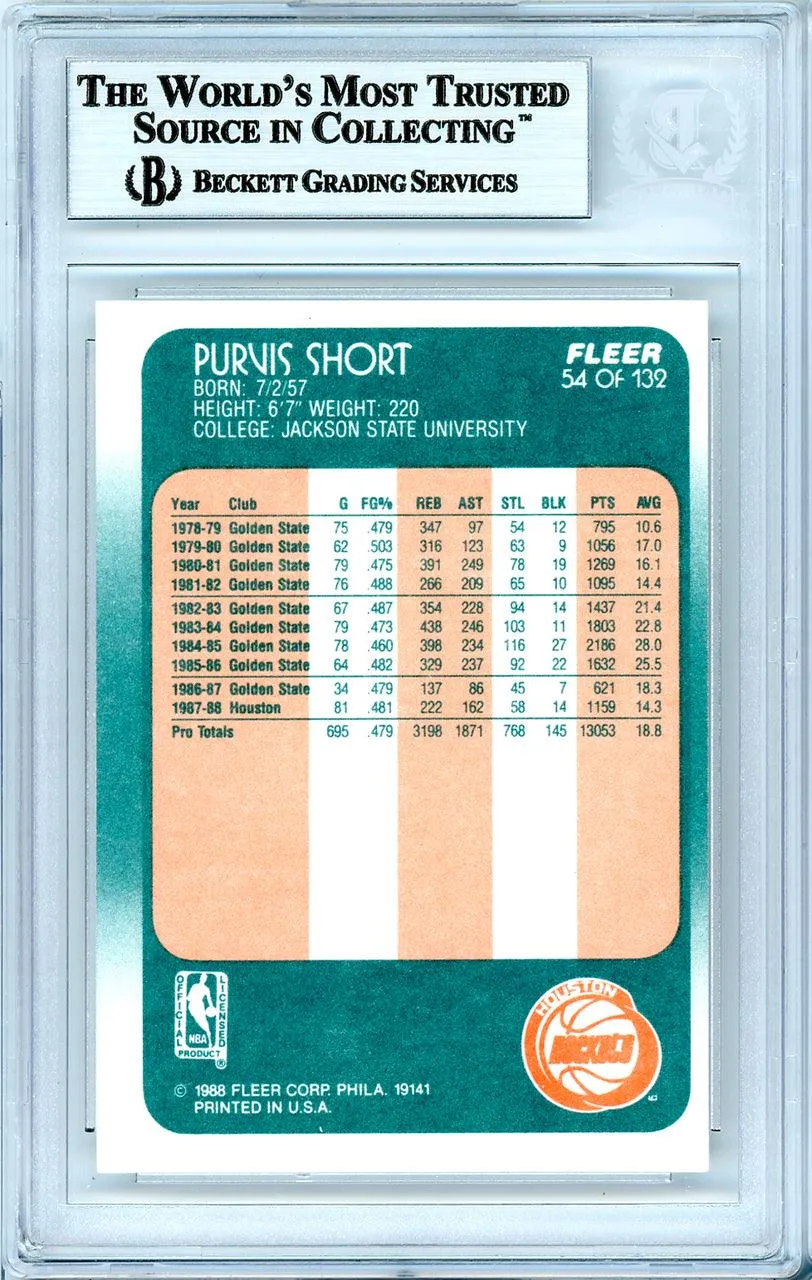 THE WORLD'S MOST TRUSTED
SOURCE IN COLLECTING™
B BECKETT GRADING SERVICES
PURVIS SHORT
FLEER
54 OF 132
BORN: 7/2/57
HEIGHT: 6'7" WEIGHT: 220
COLLEGE: JACKSON STATE UNIVERSITY
Year Club G FG% REB AST STL BLK PTS AVG
1978-79 Golden State 75 .479 347 97 54 12 795 10.6
1979-80 Golden State 62 .503 316 123 63 9 1056 17.0
1980-81 Golden State 79 .475 391 249 78 19 1269 16.1
1981-82 Golden State 76 .488 266 209 65 10 1095 14.4
1982-83 Golden State 67 .487 354 228 94 14 1437 21.4
1983-84 Golden State 79 .473 438 246 103 11 1803 22.8
1984-85 Golden State 78 .460 398 234 116 27 2186 28.0
1985-86 Golden State 64 .482 329 237 92 22 1632 25.5
1986-87 Golden State 34 .479 137 86 45 7 621 18.3
1987-88 Houston 81 .481 222 162 58 14 1159 14.3
Pro Totals 695 .479 3198 1871 768 145 13053 18.8
OFFICIAL LICENSED
NBA
PRODUCT ®
HOUSTON
ROCKETS
© 1988 FLEER CORP. PHILA. 19141
PRINTED IN U.S.A.